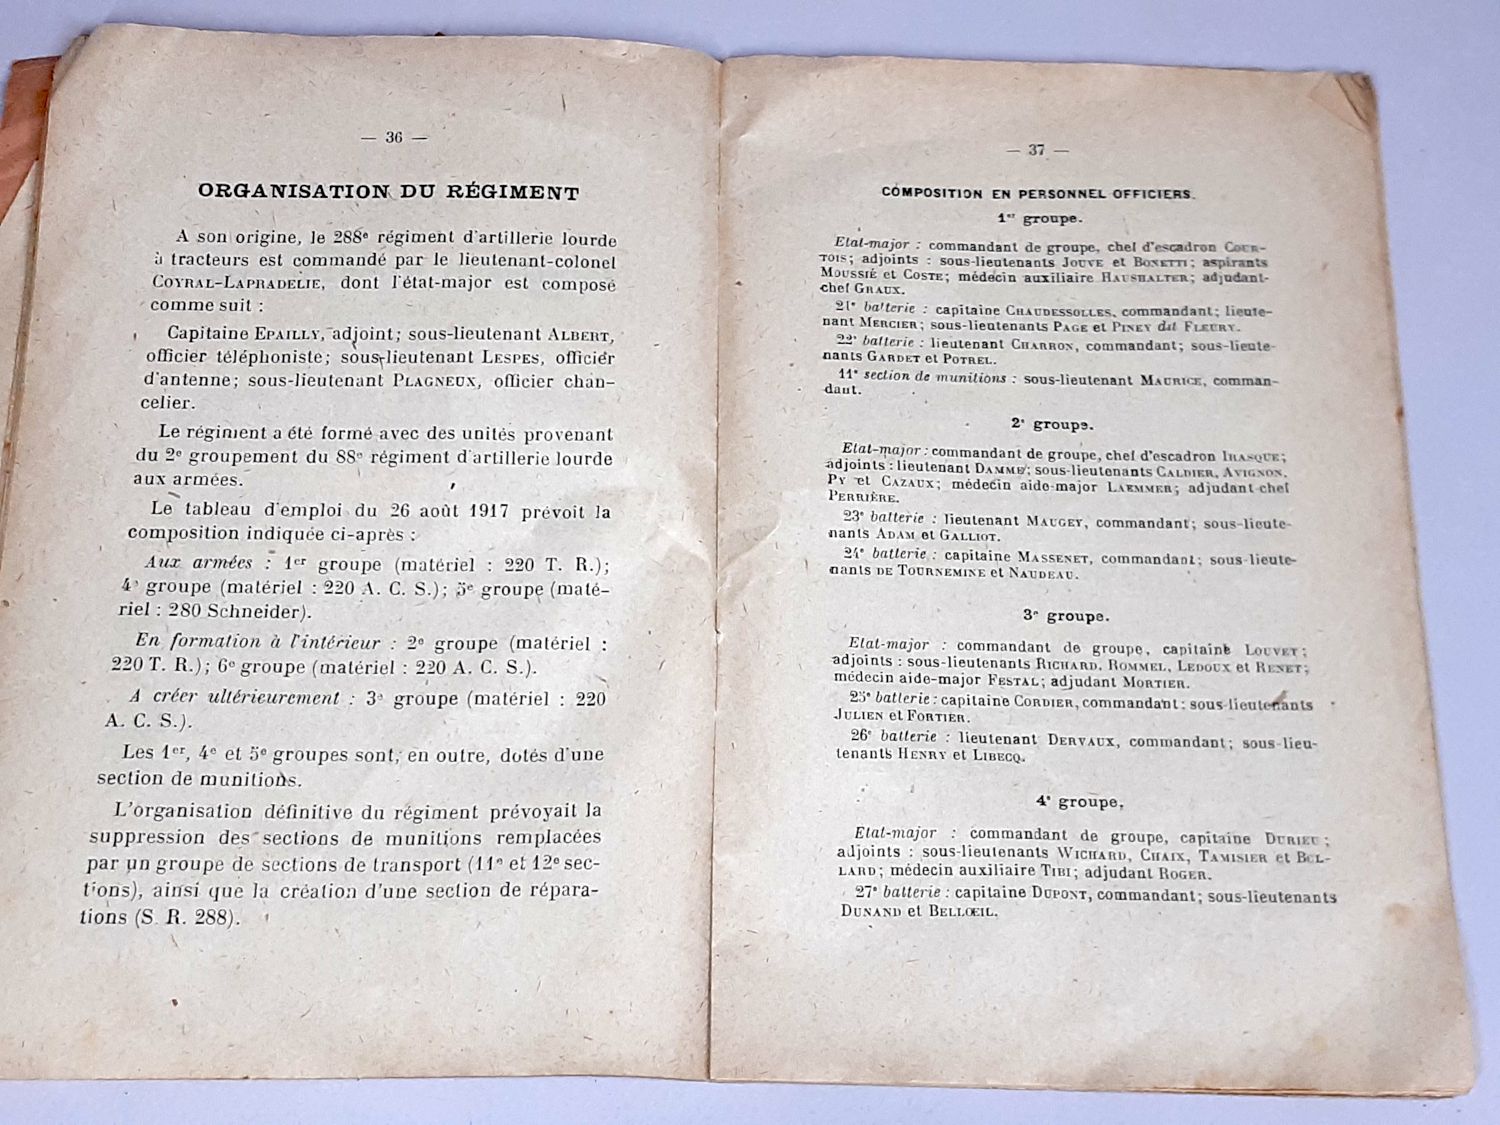 — 36 —
ORGANISATION DU RÉGIMENT
A son origine, le 288e régiment d'artillerie lourde
à tracteurs est commandé par le lieutenant-colonel
COYRAL-LAPRADELIE, dont l'état-major est composé
comme suit :
Capitaine EPAILLY, adjoint; sous-lieutenant ALBERT,
officier téléphoniste; sous-lieutenant LESPES, officier
d'antenne; sous-lieutenant PLAGNEUX, officier chan-
celier.
Le régiment a été formé avec des unités provenant
du 2e groupement du 88e régiment d'artillerie lourde
aux armées.
Le tableau d'emploi du 26 août 1917 prévoit la
composition indiquée ci-après :
Aux armées : 1er groupe (matériel : 220 T. R.);
4e groupe (matériel : 220 A. C. S.); 5e groupe (maté-
riel : 280 Schneider).
En formation à l'intérieur : 2e groupe (matériel :
220 T. R.); 6e groupe (matériel : 220 A. C. S.).
A créer ultérieurement : 3e groupe (matériel : 220
A. C. S.).
Les 1er, 4e et 5e groupes sont, en outre, dotés d'une
section de munitions.
L'organisation définitive du régiment prévoyait la
suppression des sections de munitions remplacées
par un groupe de sections de transport (11e et 12e sec-
tions), ainsi que la création d'une section de répara-
tions (S. R. 288).
— 37 —
COMPOSITION EN PERSONNEL OFFICIERS.
1er groupe.
Etat-major : commandant de groupe, chef d'escadron COUR-
TOIS; adjoints : sous-lieutenants JOUVE et BONETTI; aspirants
MOUSSIÉ et COSTE; médecin auxiliaire HAUSHALTER; adjudant-
chef GRAUX.
21e batterie : capitaine CHAUDESSOLLES, commandant; lieute-
nant MERCIER; sous-lieutenants PAGE et PINEY dit FLEURY.
22e batterie : lieutenant CHARRON, commandant; sous-lieute-
nants GARDET et POTREL.
11e section de munitions : sous-lieutenant MAURICE, comman-
dant.
2e groupe.
Etat-major : commandant de groupe, chef d'escadron IRASQUE;
adjoints : lieutenant DAMME; sous-lieutenants CALDIER, AVIGNON,
PY et CAZAUX; médecin aide-major LAEMMER; adjudant-chef
PERRIÈRE.
23e batterie : lieutenant MAUGEY, commandant; sous-lieute-
nants ADAM et GALLIOT.
24e batterie : capitaine MASSENET, commandant; sous-lieute-
nants DE TOURNEMINE et NAUDEAU.
3e groupe.
Etat-major : commandant de groupe, capitaine LOUVET;
adjoints : sous-lieutenants RICHARD, ROMMEL, LEDOUX et RENET;
médecin aide-major FESTAL; adjudant MORTIER.
25e batterie : capitaine CORDIER, commandant; sous-lieutenants
JULIEN et FORTIER.
26e batterie : lieutenant DERVAUX, commandant; sous-lieu-
tenants HENRY et LIBECQ.
4e groupe.
Etat-major : commandant de groupe, capitaine DURIEU;
adjoints : sous-lieutenants WICHARD, CHAIX, TAMISIER et BUL-
LARD; médecin auxiliaire TIBI; adjudant ROGER.
27e batterie : capitaine DUPONT, commandant; sous-lieutenants
DUNAND et BELLŒIL.